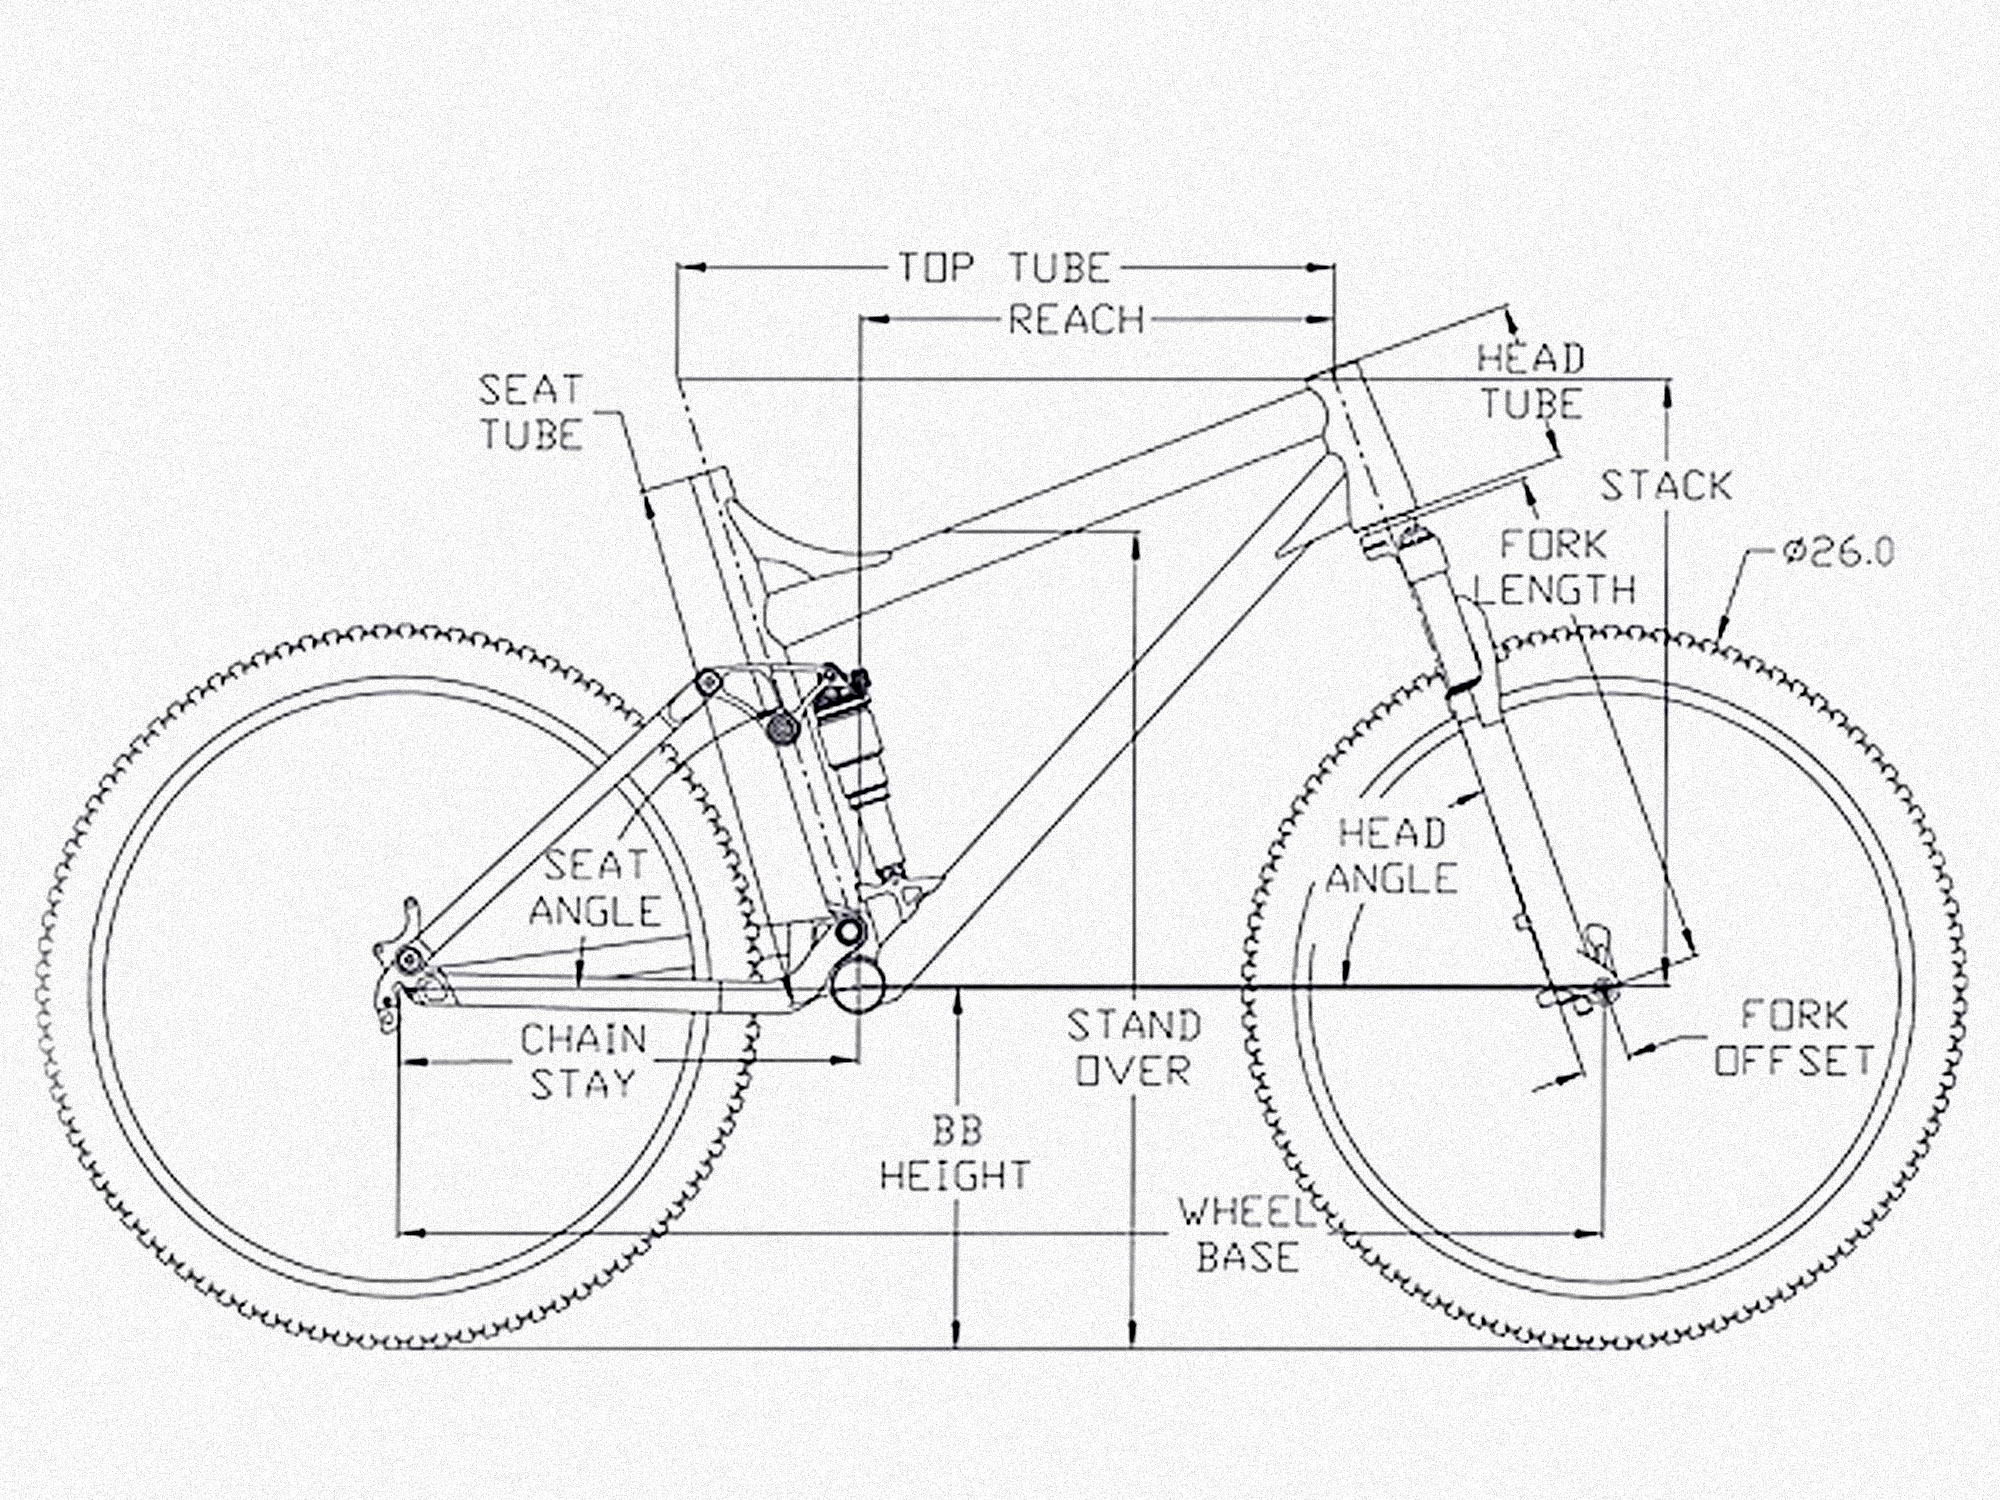 TOP TUBE
REACH
HEAD
TUBE
SEAT
TUBE
STACK
FORK
LENGTH
Ø26.0
HEAD
ANGLE
SEAT
ANGLE
CHAIN
STAY
STAND
OVER
FORK
OFFSET
BB
HEIGHT
WHEEL
BASE